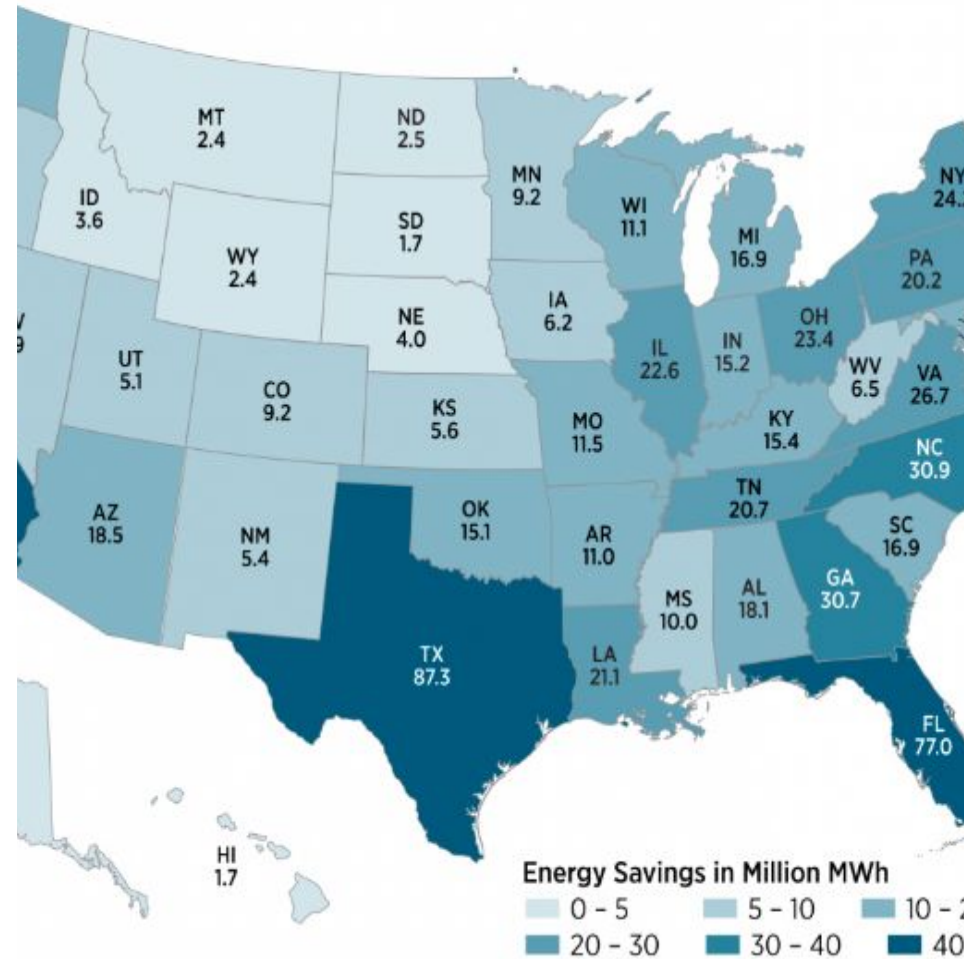 MT
2.4
ND
2.5
MN
9.2
ID
3.6
SD
1.7
WI
11.1
MI
16.9
NY
24.
WY
2.4
NE
4.0
IA
6.2
PA
20.2
OH
23.4
IL
22.6
IN
15.2
WV
6.5
VA
26.7
9
UT
5.1
CO
9.2
KS
5.6
MO
11.5
KY
15.4
NC
30.9
AZ
18.5
NM
5.4
OK
15.1
AR
11.0
TN
20.7
SC
16.9
MS
10.0
AL
18.1
GA
30.7
TX
87.3
LA
21.1
FL
77.0
HI
1.7
Energy Savings in Million MWh
0 – 5
5 – 10
10 –
20 – 30
30 – 40
40